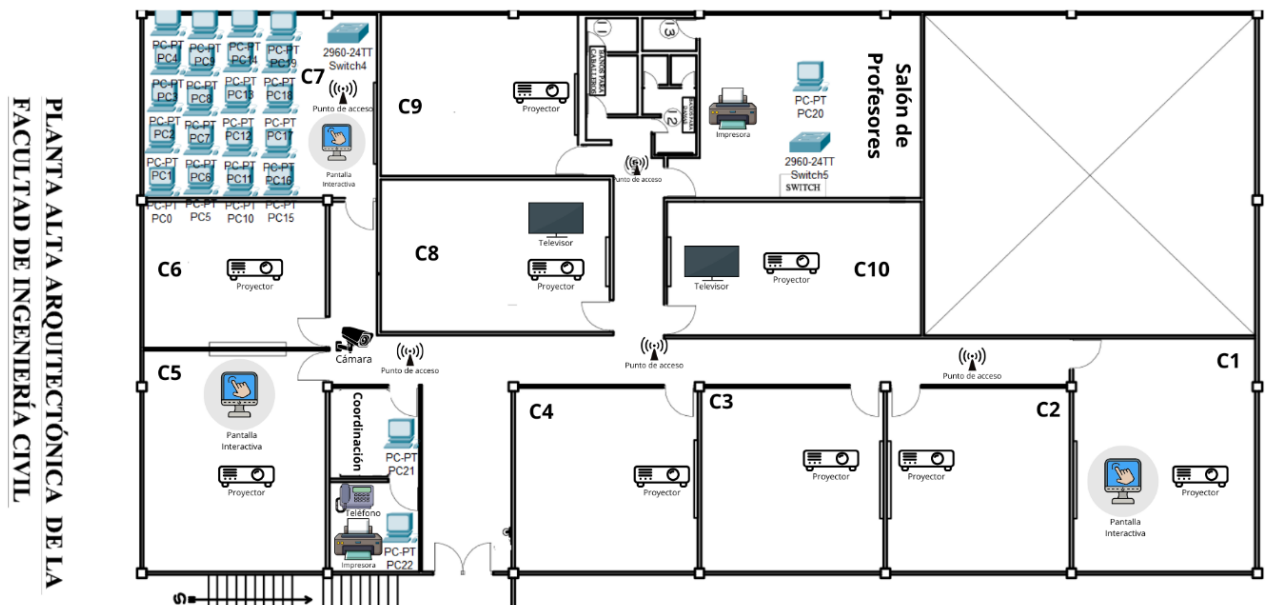 PLANTA ALTA ARQUITECTÓNICA DE LA
FACULTAD DE INGENIERÍA CIVIL
PC-PT
PC4
PC-PT
PC9
PC-PT
PC14
PC-PT
PC19
PC-PT
PC3
PC-PT
PC8
PC-PT
PC13
PC-PT
PC18
PC-PT
PC2
PC-PT
PC7
PC-PT
PC12
PC-PT
PC17
PC-PT
PC1
PC-PT
PC6
PC-PT
PC11
PC-PT
PC16
PC-PT
PC0
PC-PT
PC5
PC-PT
PC10
PC-PT
PC15
2960-24TT
Switch4
C7
Punto de acceso
Pantalla
Interactiva
C9
Proyector
BANOS PARA
CABALLEROS
11
13
12
Punto de acceso
Impresora
PC-PT
PC20
2960-24TT
Switch5
SWITCH
Salón de
Profesores
C6
Proyector
C8
Televisor
Proyector
Televisor
Proyector
C10
Cámara
Punto de acceso
Punto de acceso
Punto de acceso
C5
Pantalla
Interactiva
Proyector
Coordinación
PC-PT
PC21
Teléfono
Impresora
PC-PT
PC22
C4
Proyector
C3
Proyector
C2
Proyector
C1
Pantalla
Interactiva
Proyector
S